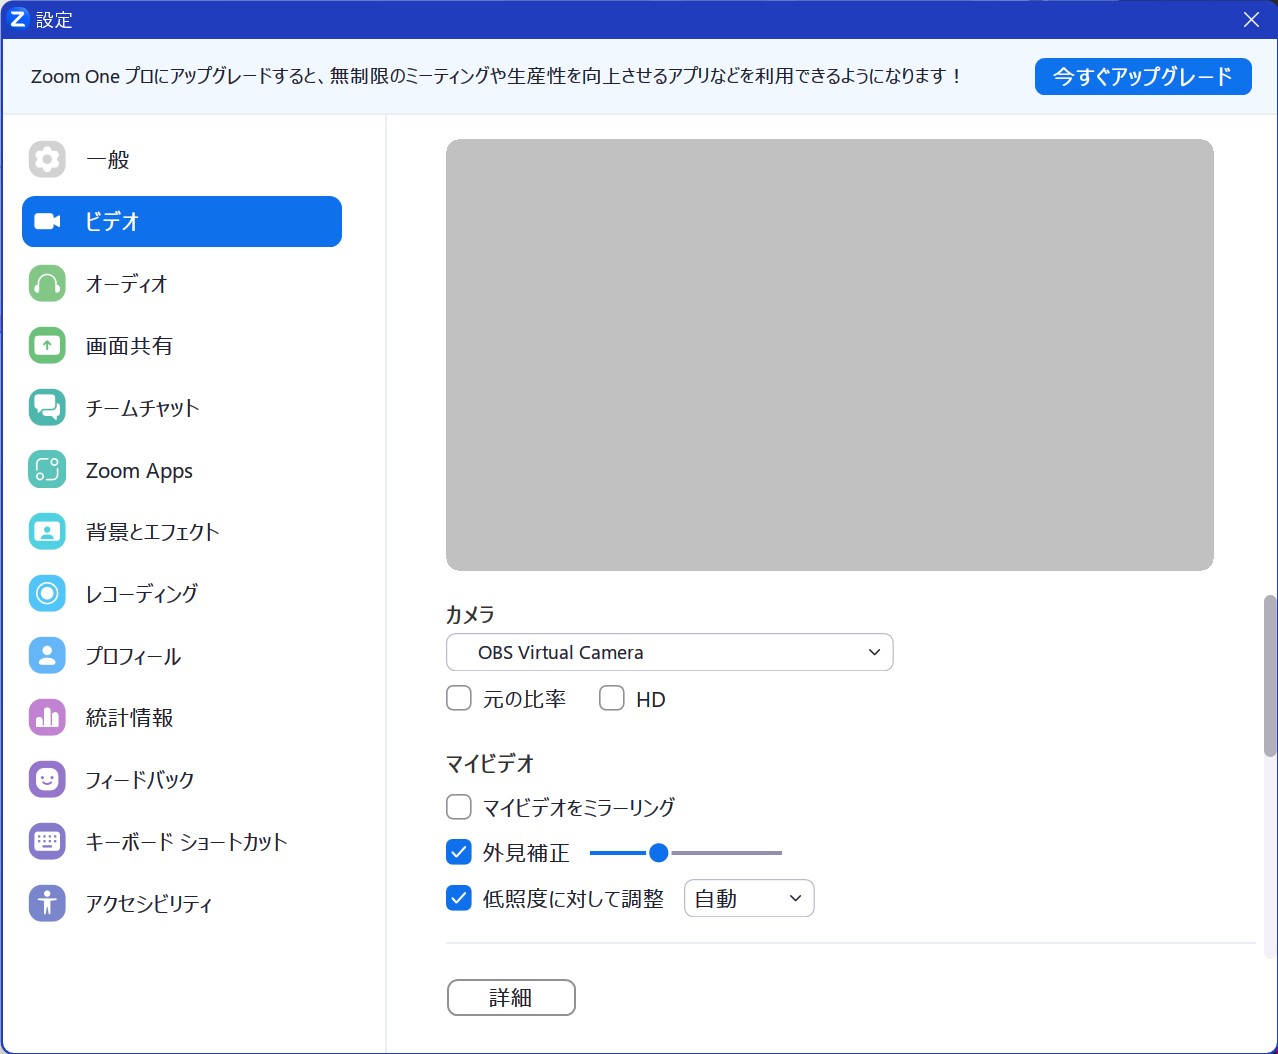 設定
Zoom One プロにアップグレードすると、無制限のミーティングや生産性を向上させるアプリなどを利用できるようになります！
今すぐアップグレード
一般
ビデオ
オーディオ
画面共有
チームチャット
Zoom Apps
背景とエフェクト
レコーディング
プロフィール
統計情報
フィードバック
キーボード ショートカット
アクセシビリティ
カメラ
OBS Virtual Camera
元の比率 HD
マイビデオ
マイビデオをミラーリング
外見補正
低照度に対して調整 自動
詳細